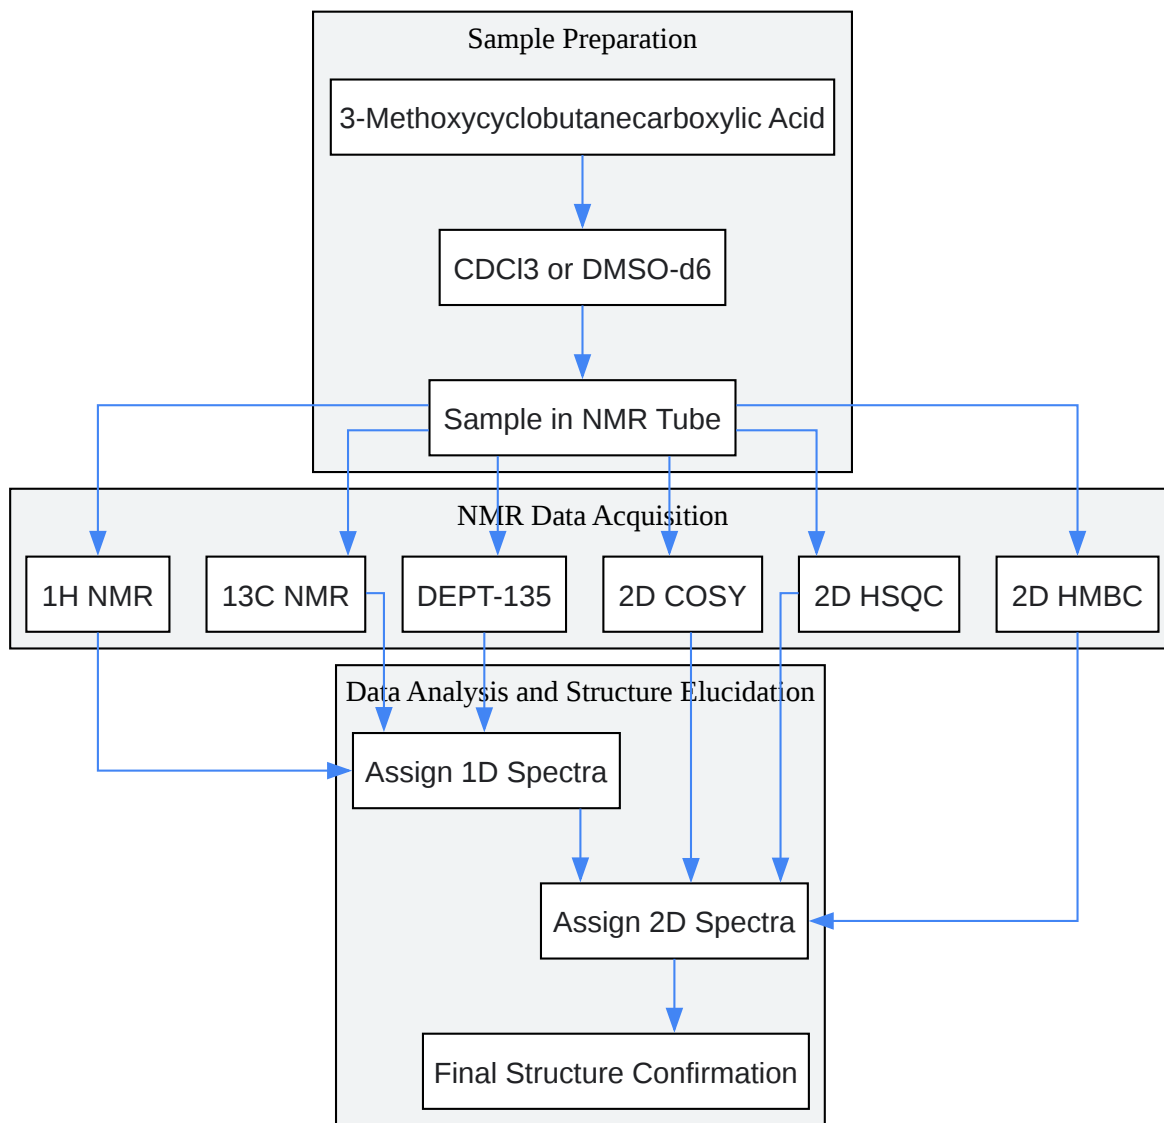 Sample Preparation
3-Methoxycyclobutanecarboxylic Acid
CDCl3 or DMSO-d6
Sample in NMR Tube
NMR Data Acquisition
1H NMR
13C NMR
DEPT-135
2D COSY
2D HSQC
2D HMBC
Data Analysis and Structure Elucidation
Assign 1D Spectra
Assign 2D Spectra
Final Structure Confirmation